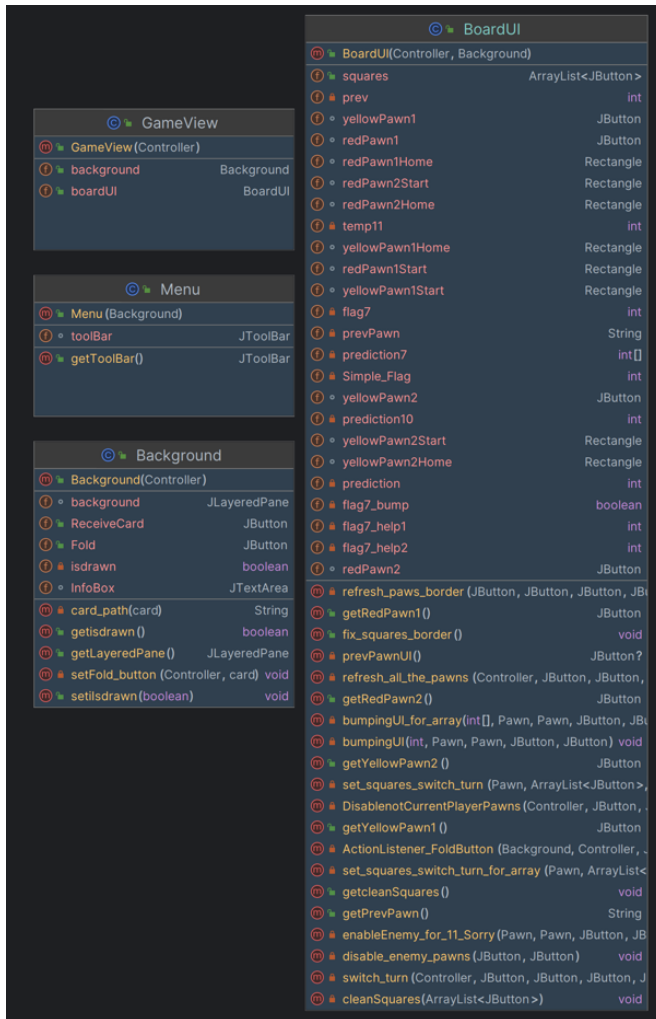 GameView
GameView(Controller)
background Background
boardUI BoardUI
Menu
Menu(Background)
toolBar JToolBar
getToolBar() JToolBar
Background
Background(Controller)
background JLayeredPane
ReceiveCard JButton
Fold JButton
isdrawn boolean
InfoBox JTextArea
card_path(card) String
getisdrawn() boolean
getLayeredPane() JLayeredPane
setFold_button (Controller, card) void
setiIsdrawn(boolean) void
BoardUI
BoardUI(Controller, Background)
squares ArrayList<JButton>
prev int
yellowPawn1 JButton
redPawn1 JButton
redPawn1Home Rectangle
redPawn2Start Rectangle
redPawn2Home Rectangle
temp11 int
yellowPawn1Home Rectangle
redPawn1Start Rectangle
yellowPawn1Start Rectangle
flag7 int
prevPawn String
prediction7 int[]
Simple_Flag int
yellowPawn2 JButton
prediction10 int
yellowPawn2Start Rectangle
yellowPawn2Home Rectangle
prediction int
flag7_bump boolean
flag7_help1 int
flag7_help2 int
redPawn2 JButton
refresh_paws_border (JButton, JButton, JButton, JBu
getRedPawn1() JButton
fix_squares_border() void
prevPawnUI() JButton?
refresh_all_the_pawns (Controller, JButton, JButton,
getRedPawn2() JButton
bumpingUI_for_array(int[], Pawn, Pawn, JButton, JBu
bumpingUI(int, Pawn, Pawn, JButton, JButton) void
getYellowPawn2 () JButton
set_squares_switch_turn (Pawn, ArrayList<JButton>,
DisablenotCurrentPlayerPawns (Controller, JButton, J
getYellowPawn1 () JButton
ActionListener_FoldButton (Background, Controller, J
set_squares_switch_turn_for_array (Pawn, ArrayList<
getcleanSquares() void
getPrevPawn() String
enableEnemy_for_11_Sorry(Pawn, Pawn, JButton, JB
disable_enemy_pawns (JButton, JButton) void
switch_turn (Controller, JButton, JButton, JButton, J
cleanSquares(ArrayList<JButton>) void